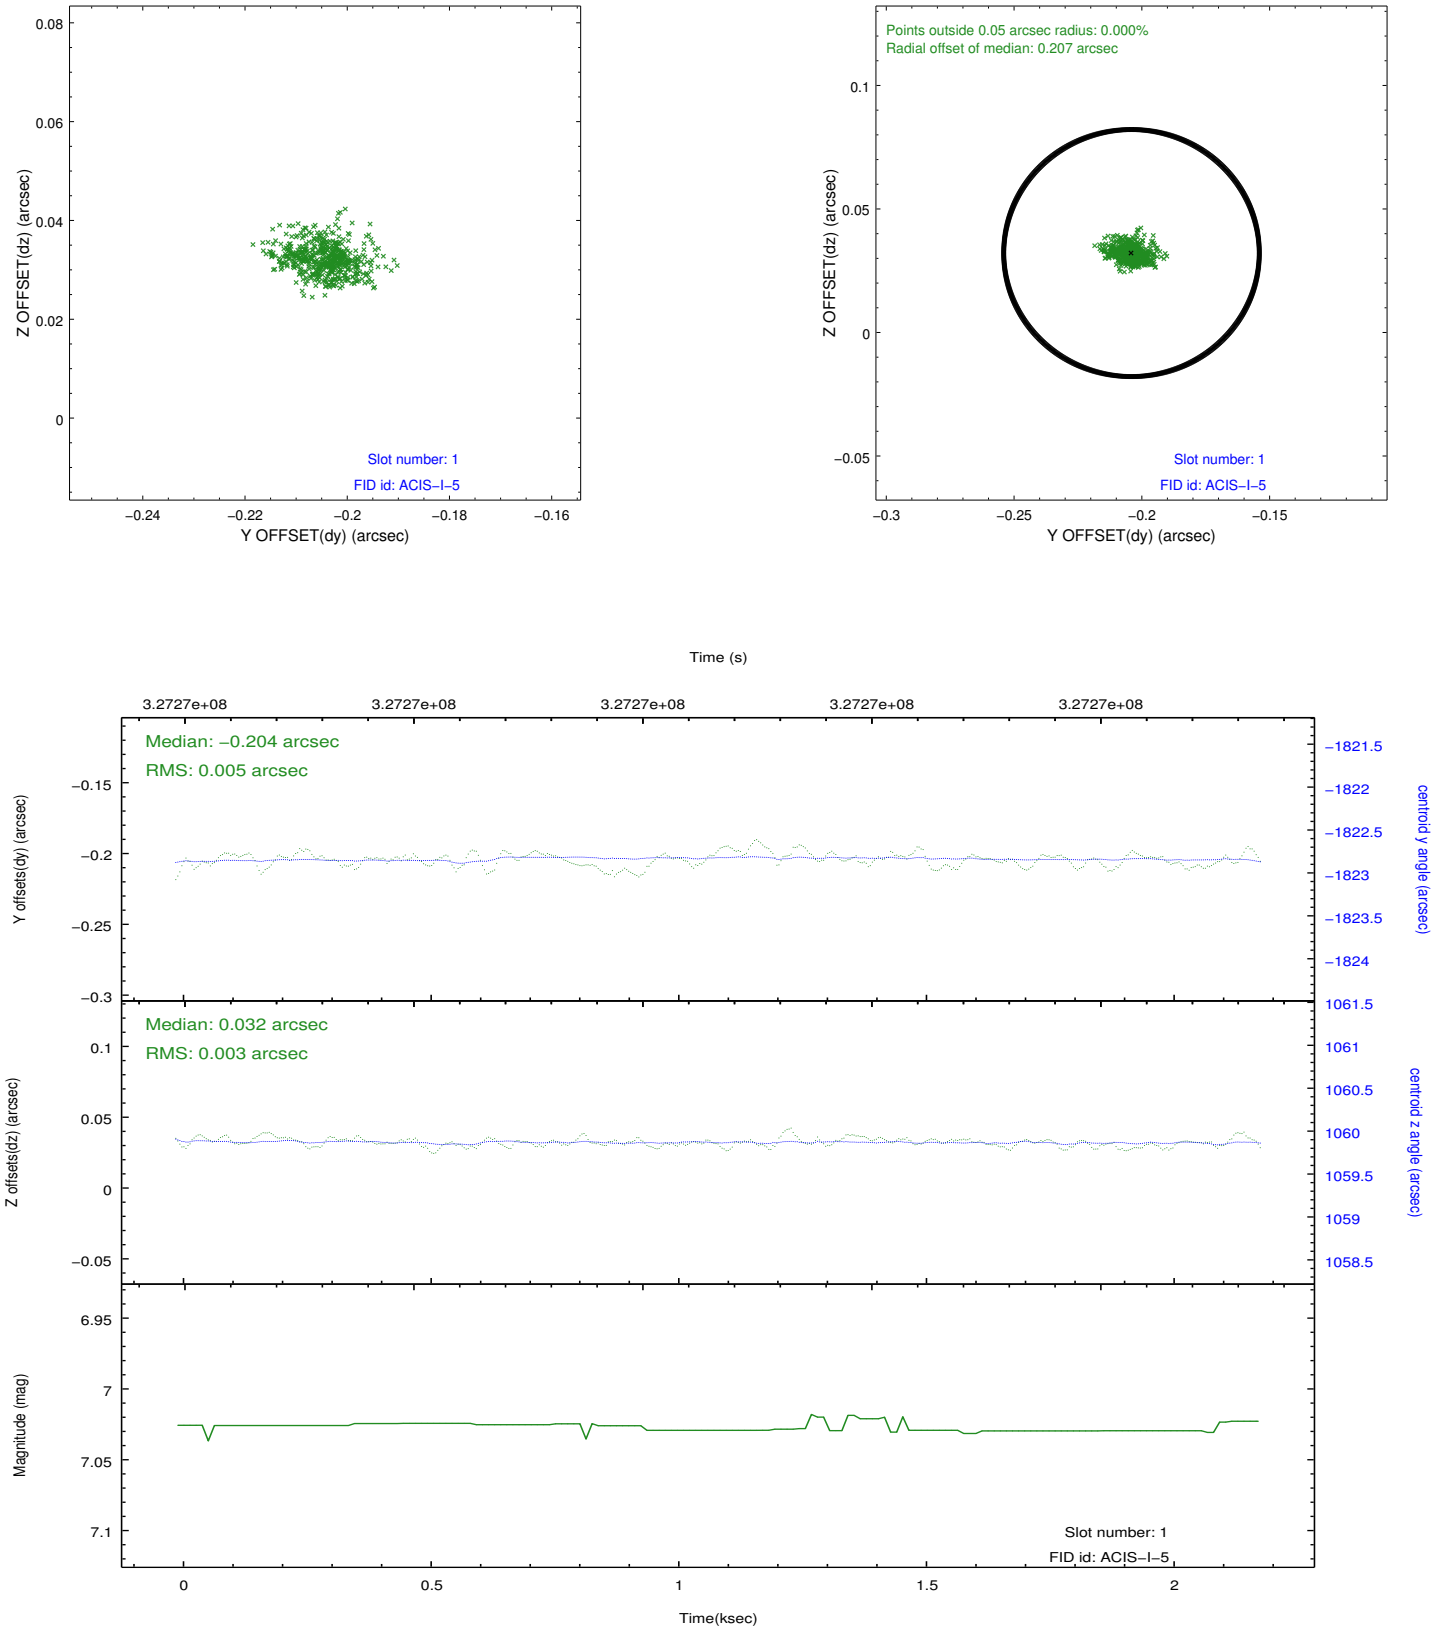 0.08
0.06
0.04
0.02
0
Z OFFSET(dz) (arcsec)
Slot number: 1
FID id: ACIS−I−5
−0.24
−0.22
−0.2
−0.18
−0.16
Y OFFSET(dy) (arcsec)
Points outside 0.05 arcsec radius: 0.000%
Radial offset of median: 0.207 arcsec
0.1
0.05
0
−0.05
Z OFFSET(dz) (arcsec)
Slot number: 1
FID id: ACIS−I−5
−0.3
−0.25
−0.2
−0.15
Y OFFSET(dy) (arcsec)
Time (s)
3.2727e+08
3.2727e+08
3.2727e+08
3.2727e+08
3.2727e+08
Median: −0.204 arcsec
RMS: 0.005 arcsec
−0.15
−0.2
−0.25
−0.3
Y offsets(dy) (arcsec)
−1821.5
−1822
−1822.5
−1823
−1823.5
−1824
centroid y angle (arcsec)
Median: 0.032 arcsec
RMS: 0.003 arcsec
0.1
0.05
0
−0.05
Z offsets(dz) (arcsec)
1061.5
1061
1060.5
1060
1059.5
1059
1058.5
centroid z angle (arcsec)
6.95
7
7.05
7.1
Magnitude (mag)
Slot number: 1
FID id: ACIS−I−5
0
0.5
1
1.5
2
Time(ksec)